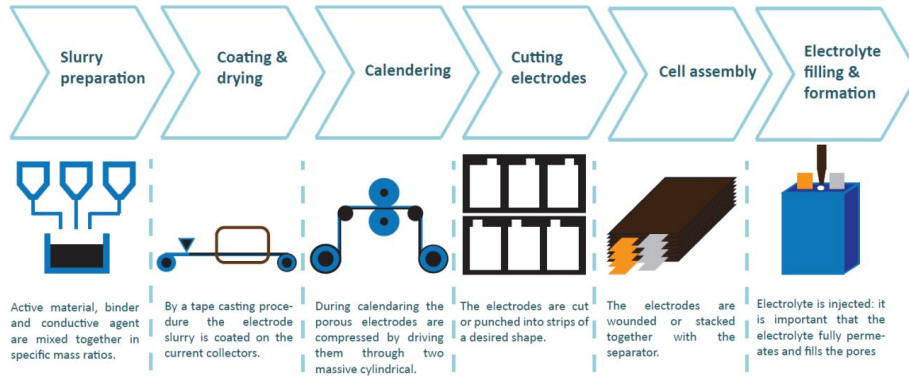 Slurry
preparation
Coating &
drying
Calendering
Cutting
electrodes
Cell assembly
Electrolyte
filling &
formation
Active material, binder
and conductive agent
are mixed together in
specific mass ratios.
By a tape casting proce-
dure the electrode
slurry is coated on the
current collectors.
During calendaring the
porous electrodes are
compressed by driving
them through two
massive cylindrical.
The electrodes are cut
or punched into strips of
a desired shape.
The electrodes are
wounded or stacked
together with the
separator.
Electrolyte is injected: it
is important that the
electrolyte fully perme-
ates and fills the pores